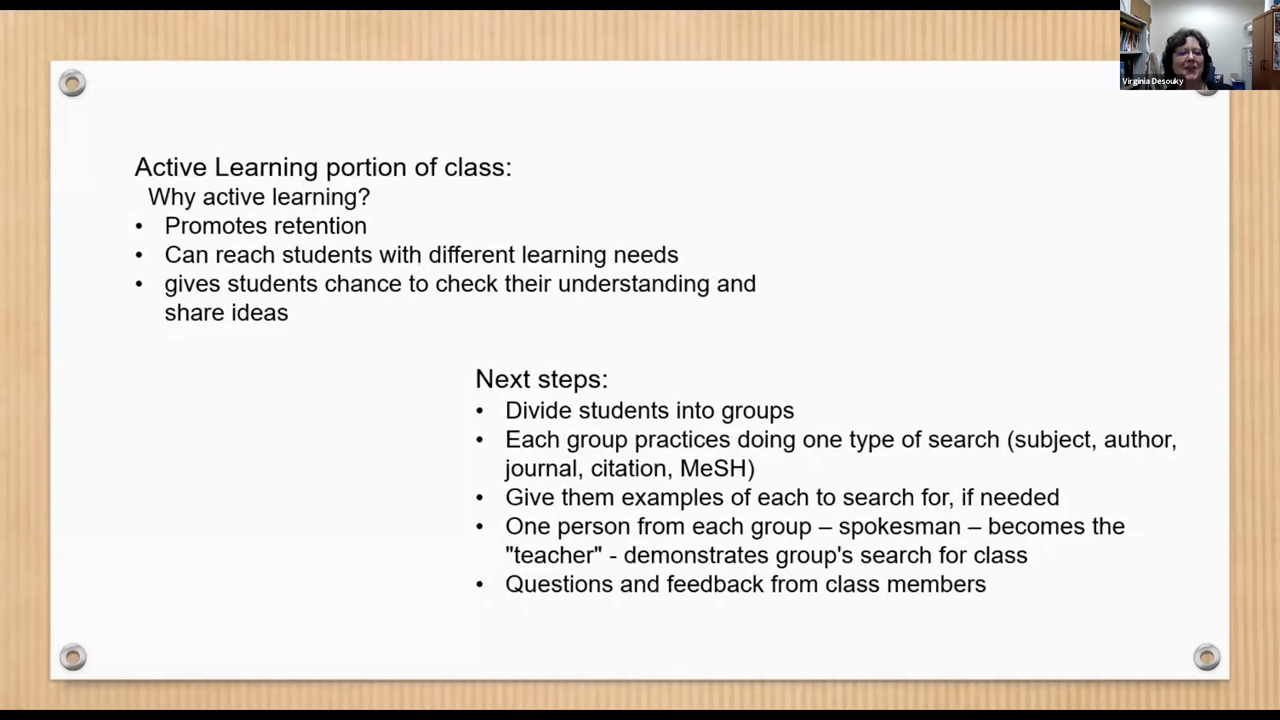 Virginia Desouky
Active Learning portion of class:
Why active learning?
• Promotes retention
• Can reach students with different learning needs
• gives students chance to check their understanding and
share ideas
Next steps:
• Divide students into groups
• Each group practices doing one type of search (subject, author,
journal, citation, MeSH)
• Give them examples of each to search for, if needed
• One person from each group – spokesman – becomes the
"teacher" - demonstrates group's search for class
• Questions and feedback from class members